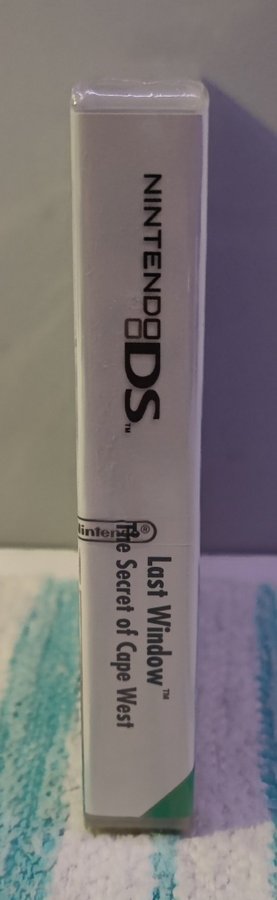 NINTENDO DS™
Nintendo®
Last Window™
The Secret of Cape West